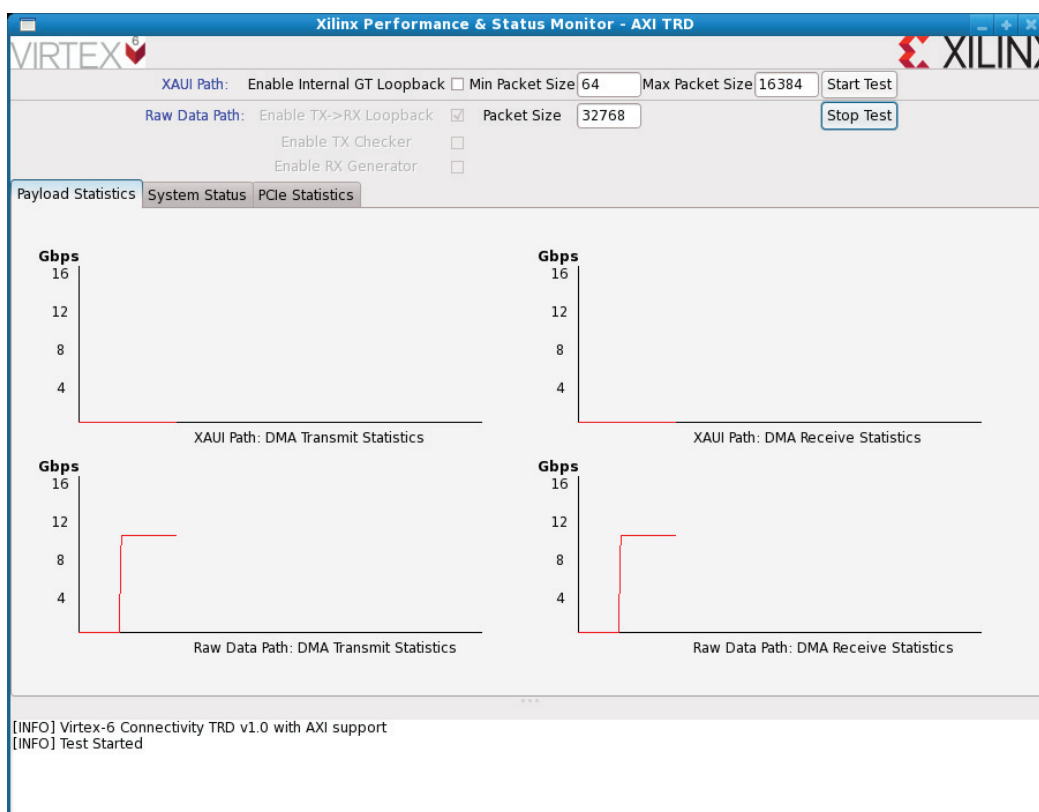 Xilinx Performance & Status Monitor - AXI TRD
VIRTEX 6
XILINX
XAUI Path: Enable Internal GT Loopback Min Packet Size 64 Max Packet Size 16384 Start Test
Raw Data Path: Enable TX->RX Loopback Packet Size 32768 Stop Test
Enable TX Checker
Enable RX Generator
Payload Statistics System Status PCIe Statistics
Gbps
16
12
8
4
XAUI Path: DMA Transmit Statistics
Gbps
16
12
8
4
XAUI Path: DMA Receive Statistics
Gbps
16
12
8
4
Raw Data Path: DMA Transmit Statistics
Gbps
16
12
8
4
Raw Data Path: DMA Receive Statistics
[INFO] Virtex-6 Connectivity TRD v1.0 with AXI support
[INFO] Test Started